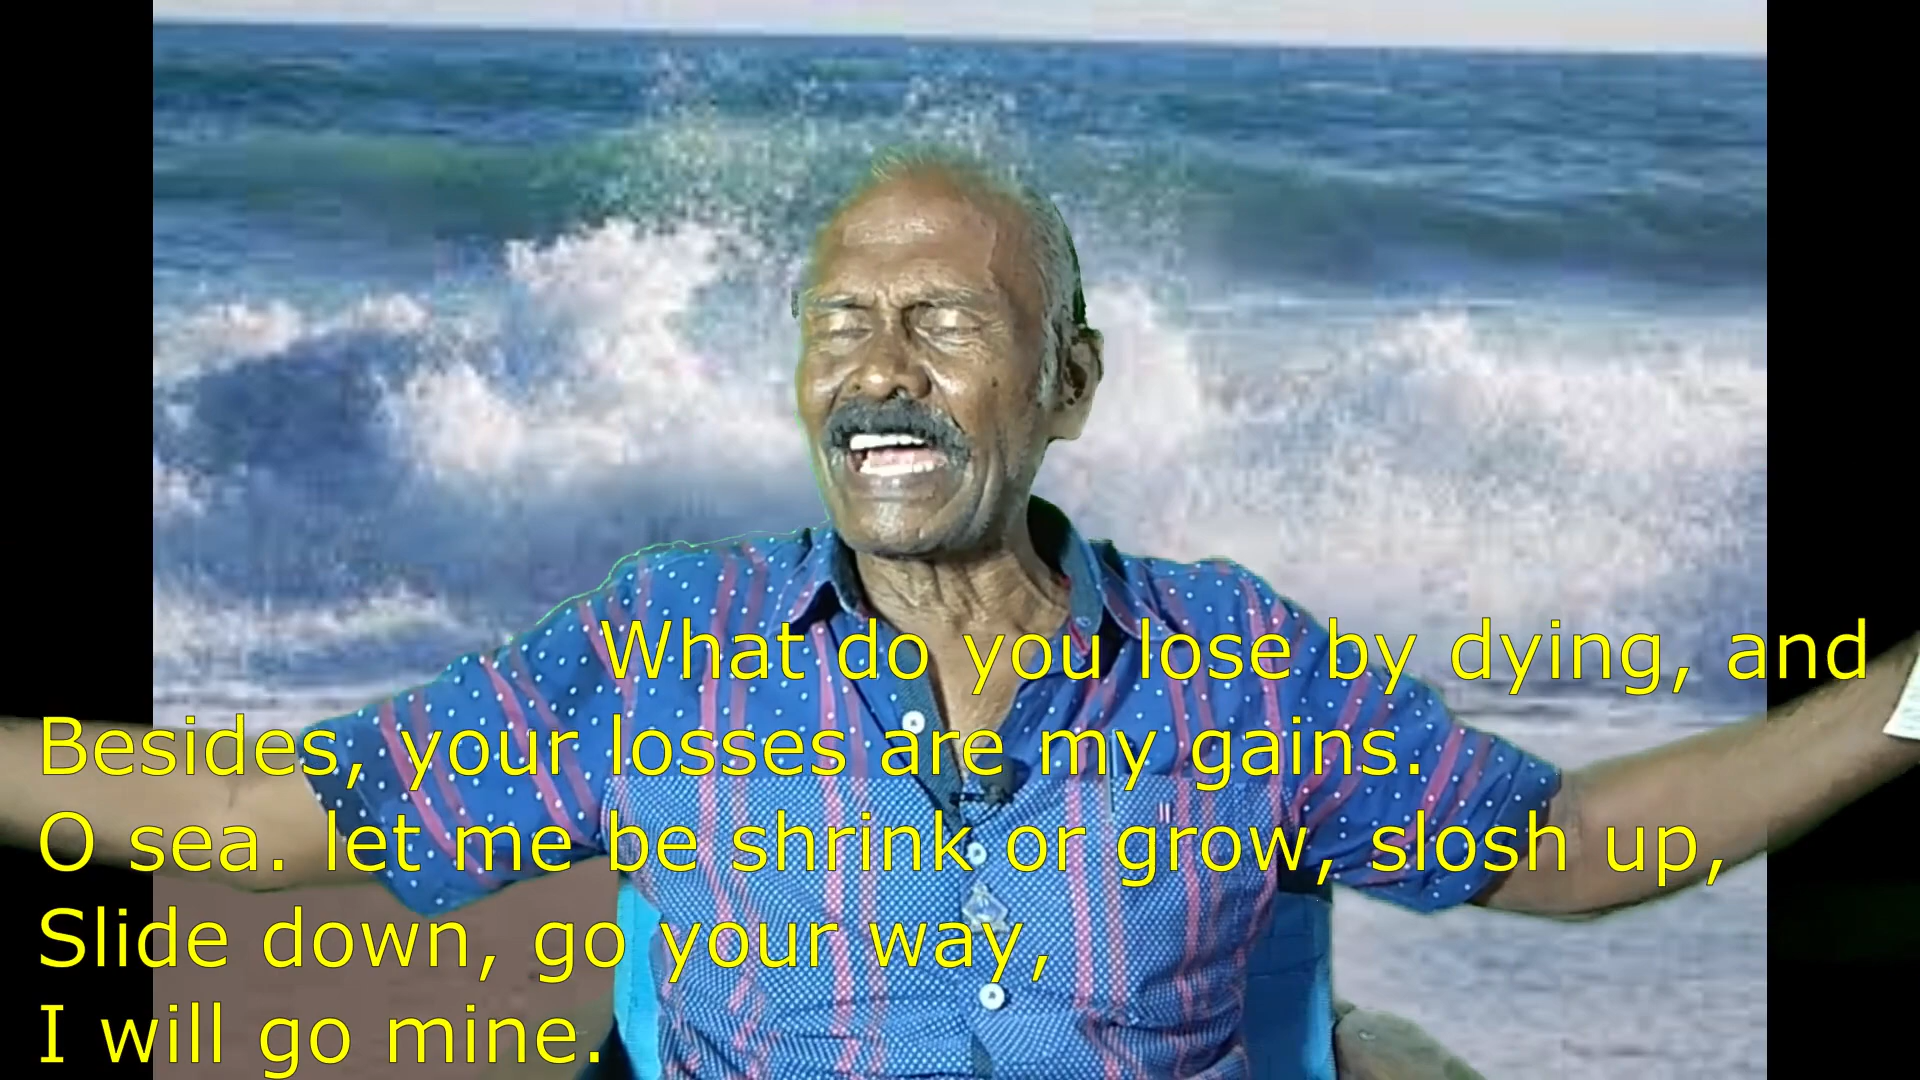 What do you lose by dying, and
Besides, your losses are my gains.
O sea. let me be shrink or grow, slosh up,
Slide down, go your way,
I will go mine.